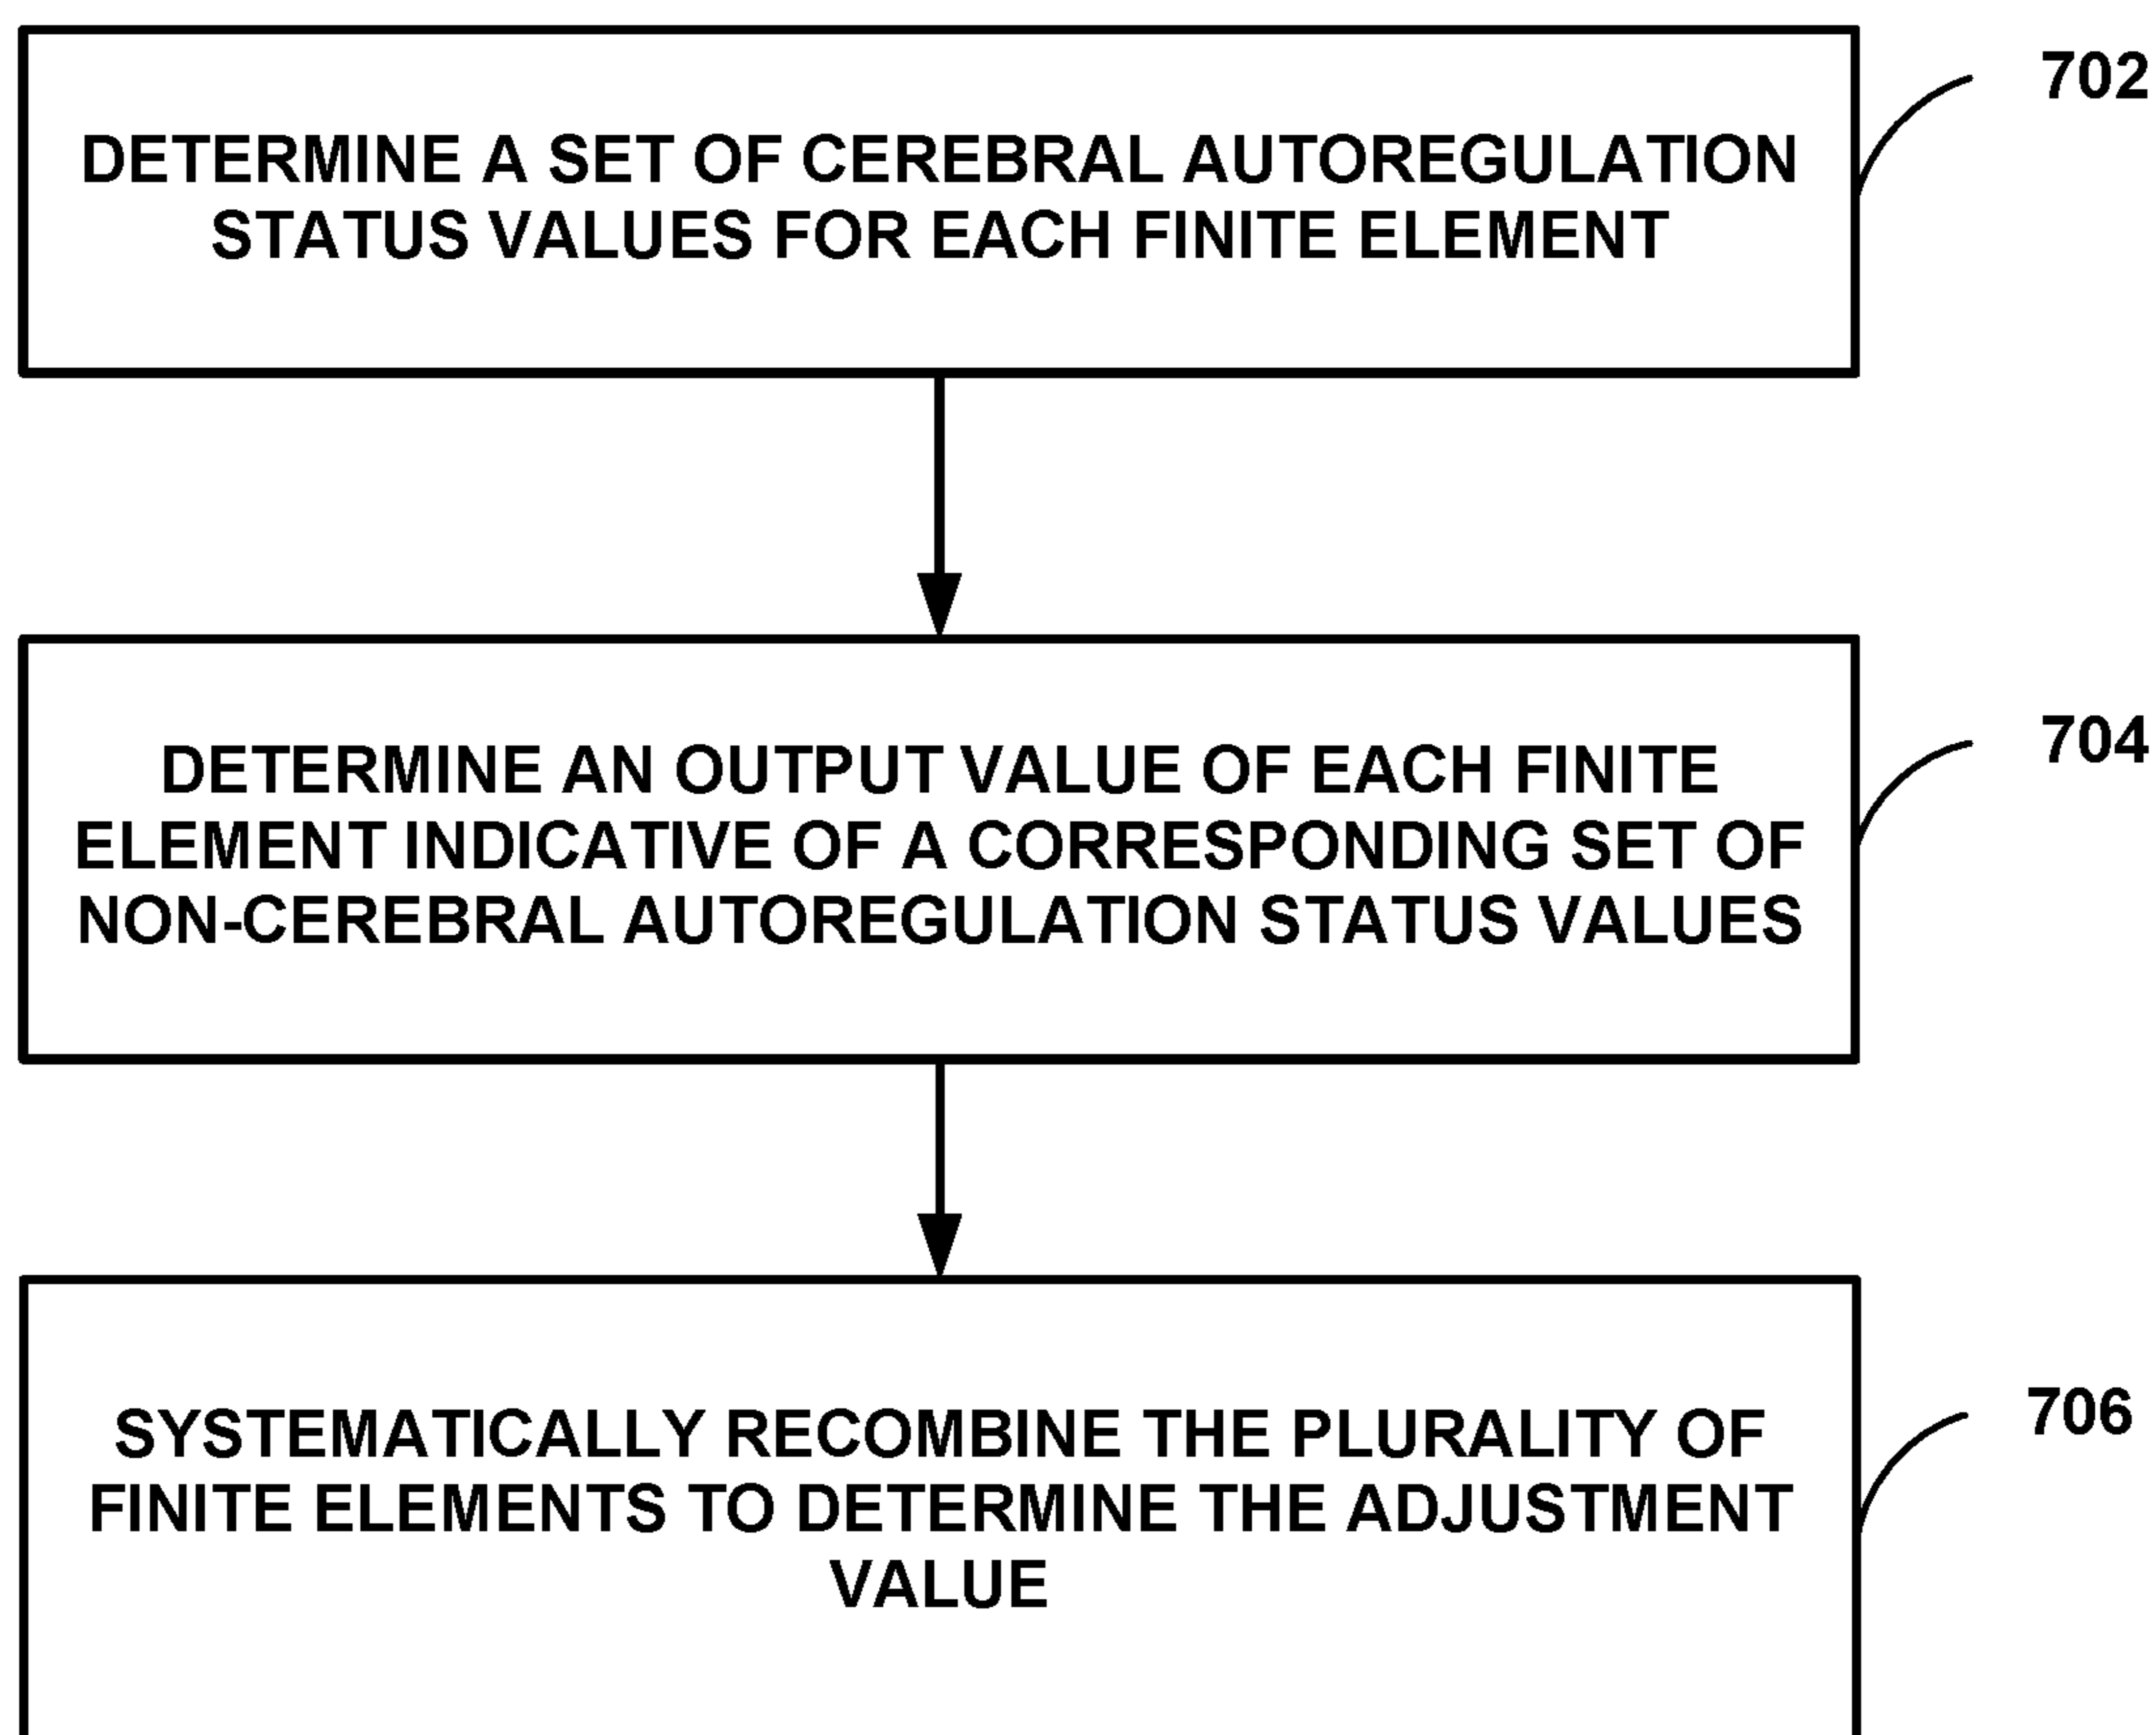 702
DETERMINE A SET OF CEREBRAL AUTOREGULATION
STATUS VALUES FOR EACH FINITE ELEMENT
704
DETERMINE AN OUTPUT VALUE OF EACH FINITE
ELEMENT INDICATIVE OF A CORRESPONDING SET OF
NON-CEREBRAL AUTOREGULATION STATUS VALUES
706
SYSTEMATICALLY RECOMBINE THE PLURALITY OF
FINITE ELEMENTS TO DETERMINE THE ADJUSTMENT
VALUE